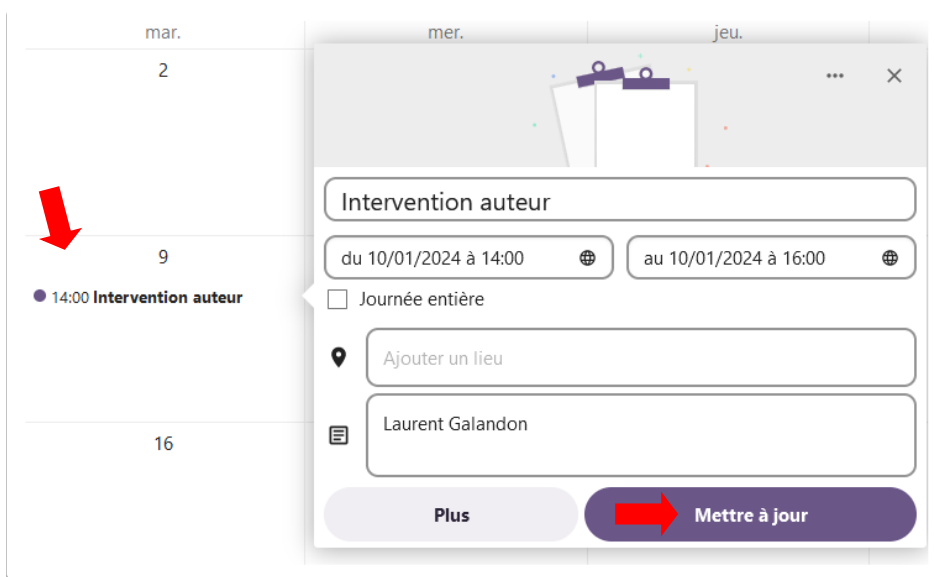 mar. mer. jeu.
2
Intervention auteur
du 10/01/2024 à 14:00 au 10/01/2024 à 16:00
9
14:00 Intervention auteur
Journée entière
Ajouter un lieu
Laurent Galandon
16
Plus Mettre à jour